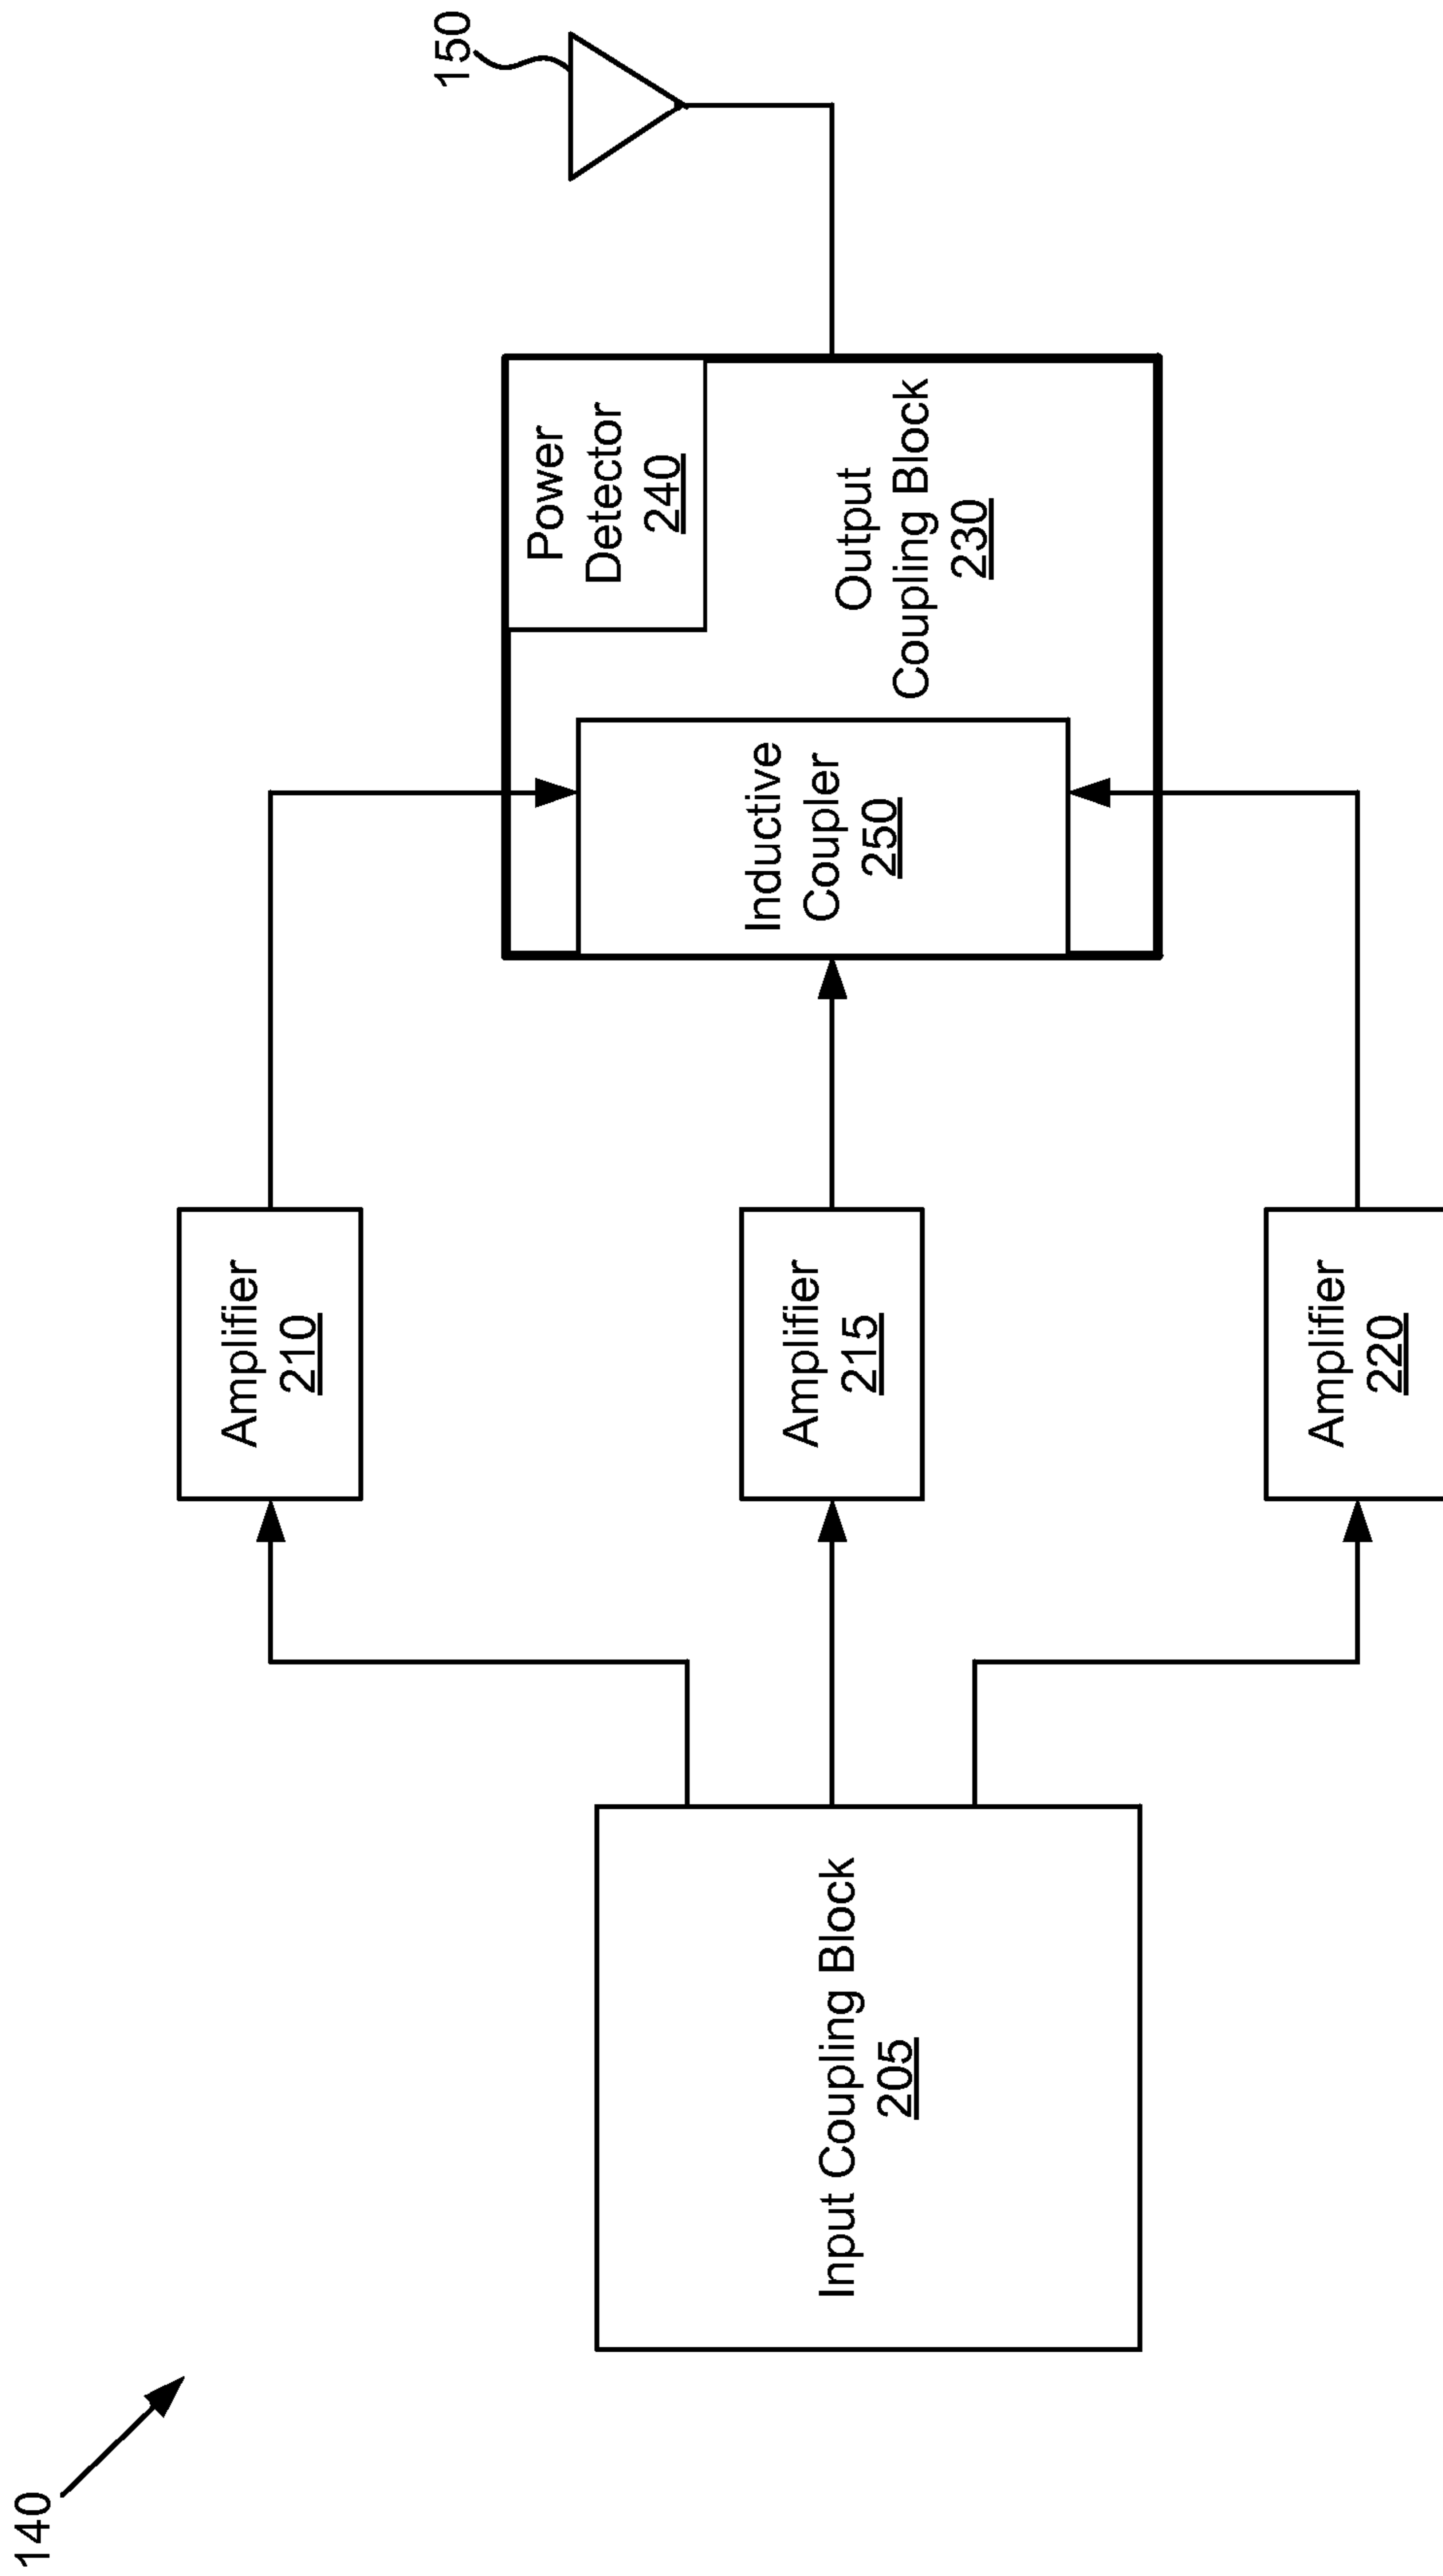 140
Input Coupling Block
205
Amplifier
210
Amplifier
215
Amplifier
220
Inductive
Coupler
250
Power
Detector
240
Output
Coupling Block
230
150